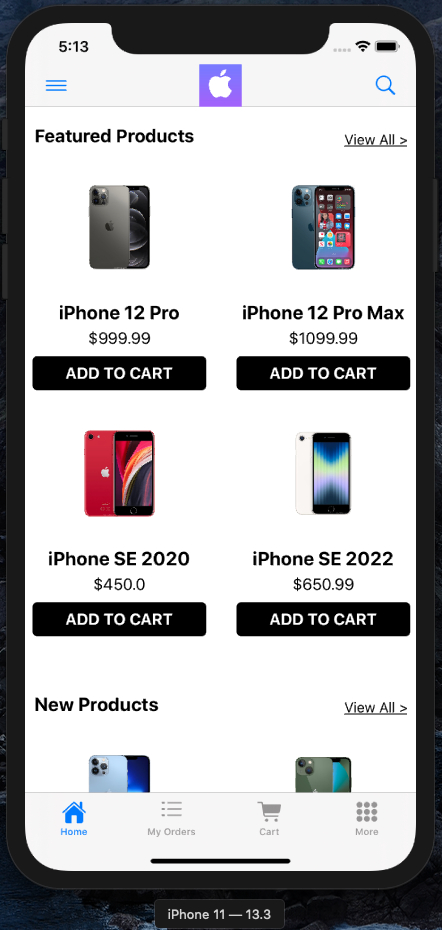 5:13
Featured Products
View All >
iPhone 12 Pro
iPhone 12 Pro Max
$999.99
$1099.99
ADD TO CART
ADD TO CART
iPhone SE 2020
iPhone SE 2022
$450.0
$650.99
ADD TO CART
ADD TO CART
New Products
View All >
Home
My Orders
Cart
More
iPhone 11 — 13.3